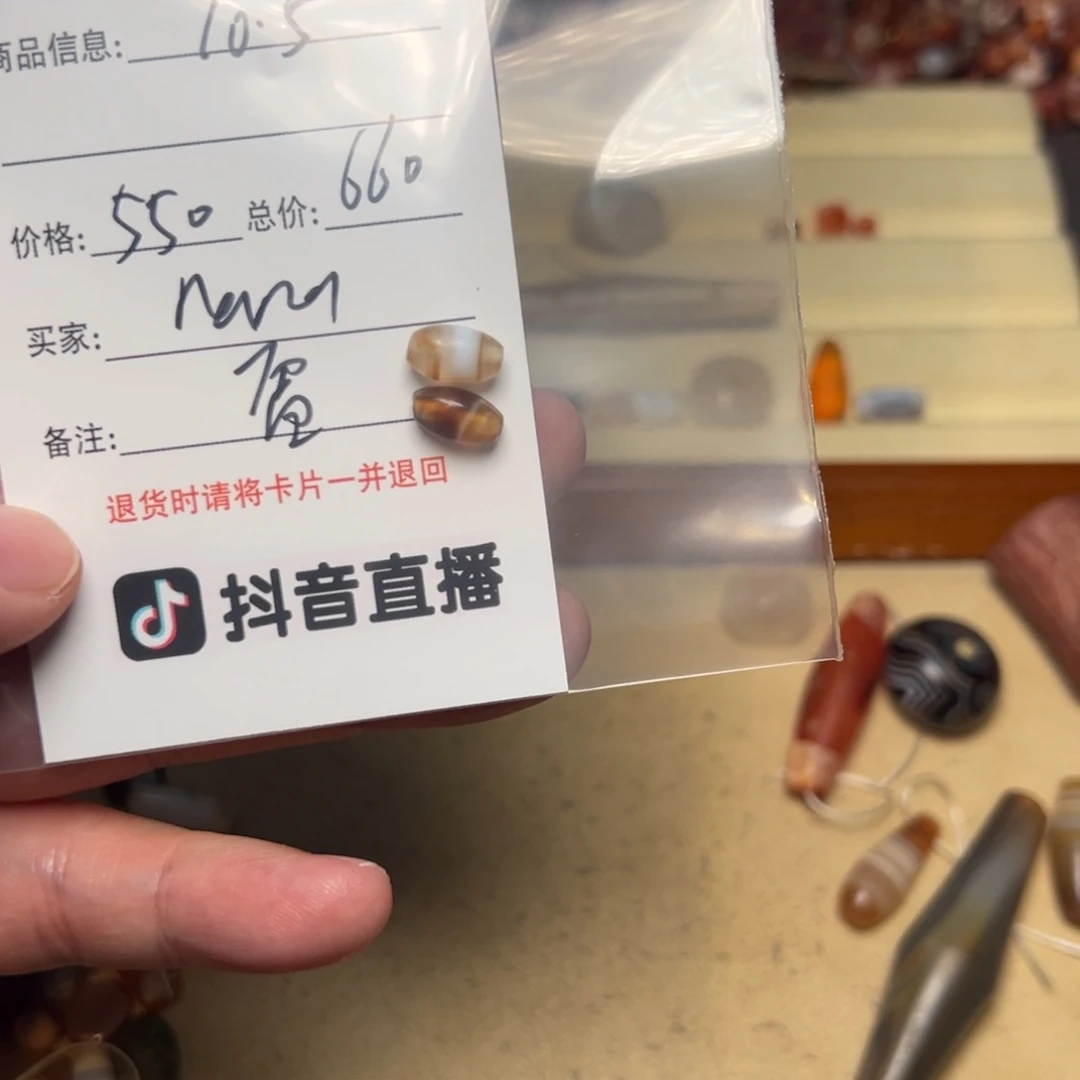 商品信息: 10.5
价格: 550 总价: 660
买家: nana
备注:
退货时请将卡片一并退回
抖音直播